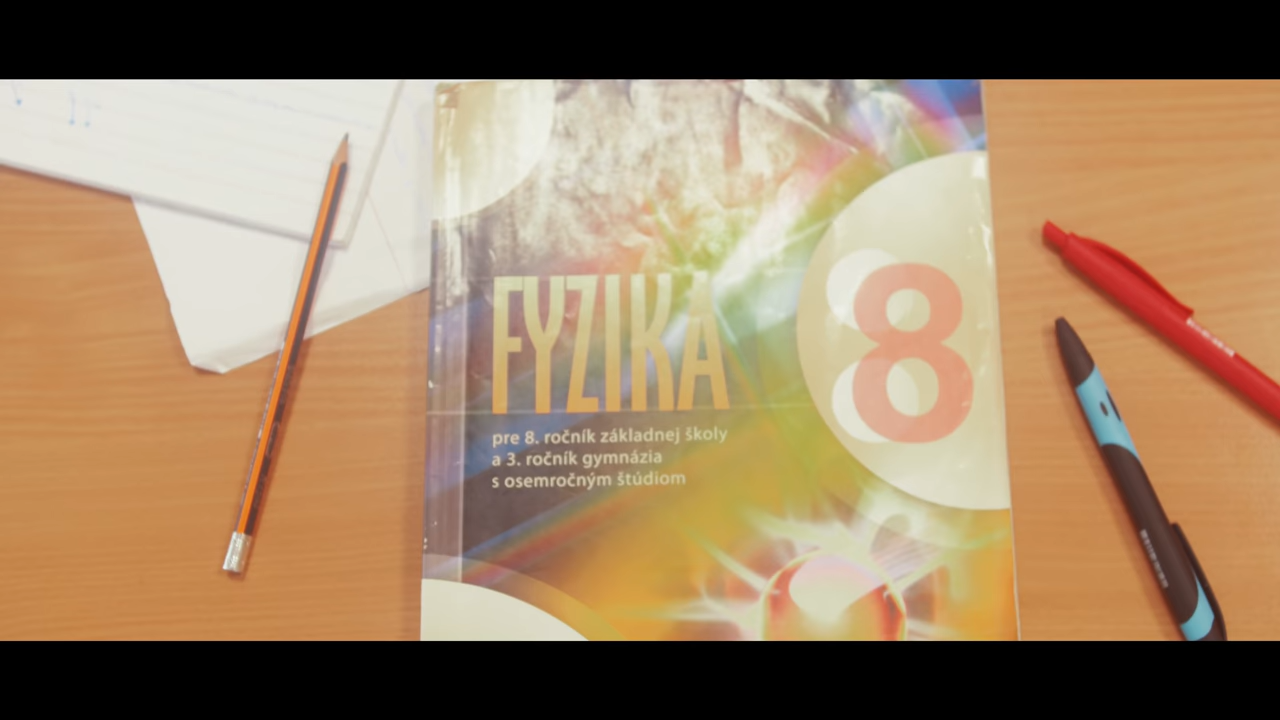 FYZIKA
8
pre 8. ročník základnej školy
a 3. ročník gymnázia
s osemročným štúdiom